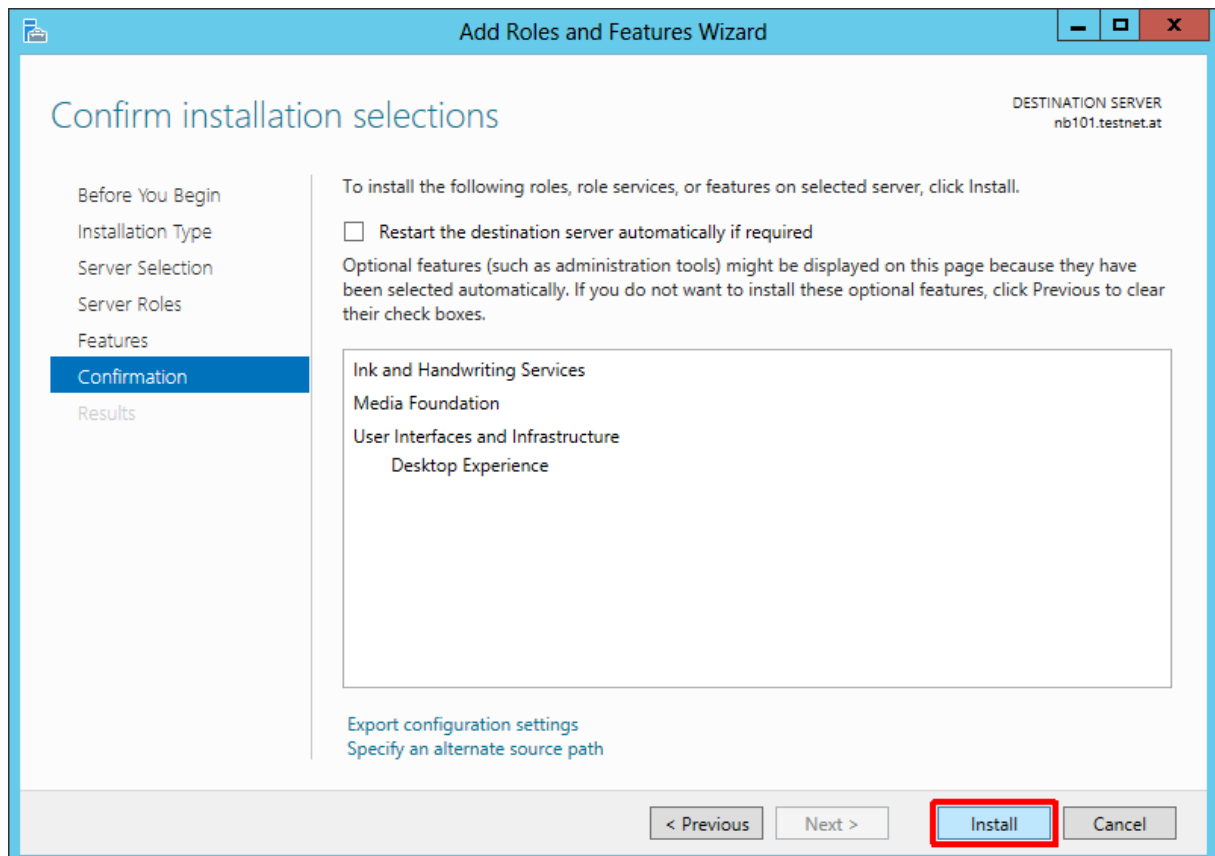 Add Roles and Features Wizard
Confirm installation selections
DESTINATION SERVER
nb101.testnet.at
Before You Begin
Installation Type
Server Selection
Server Roles
Features
Confirmation
Results
To install the following roles, role services, or features on selected server, click Install.
Restart the destination server automatically if required
Optional features (such as administration tools) might be displayed on this page because they have
been selected automatically. If you do not want to install these optional features, click Previous to clear
their check boxes.
Ink and Handwriting Services
Media Foundation
User Interfaces and Infrastructure
Desktop Experience
Export configuration settings
Specify an alternate source path
< Previous
Next >
Install
Cancel